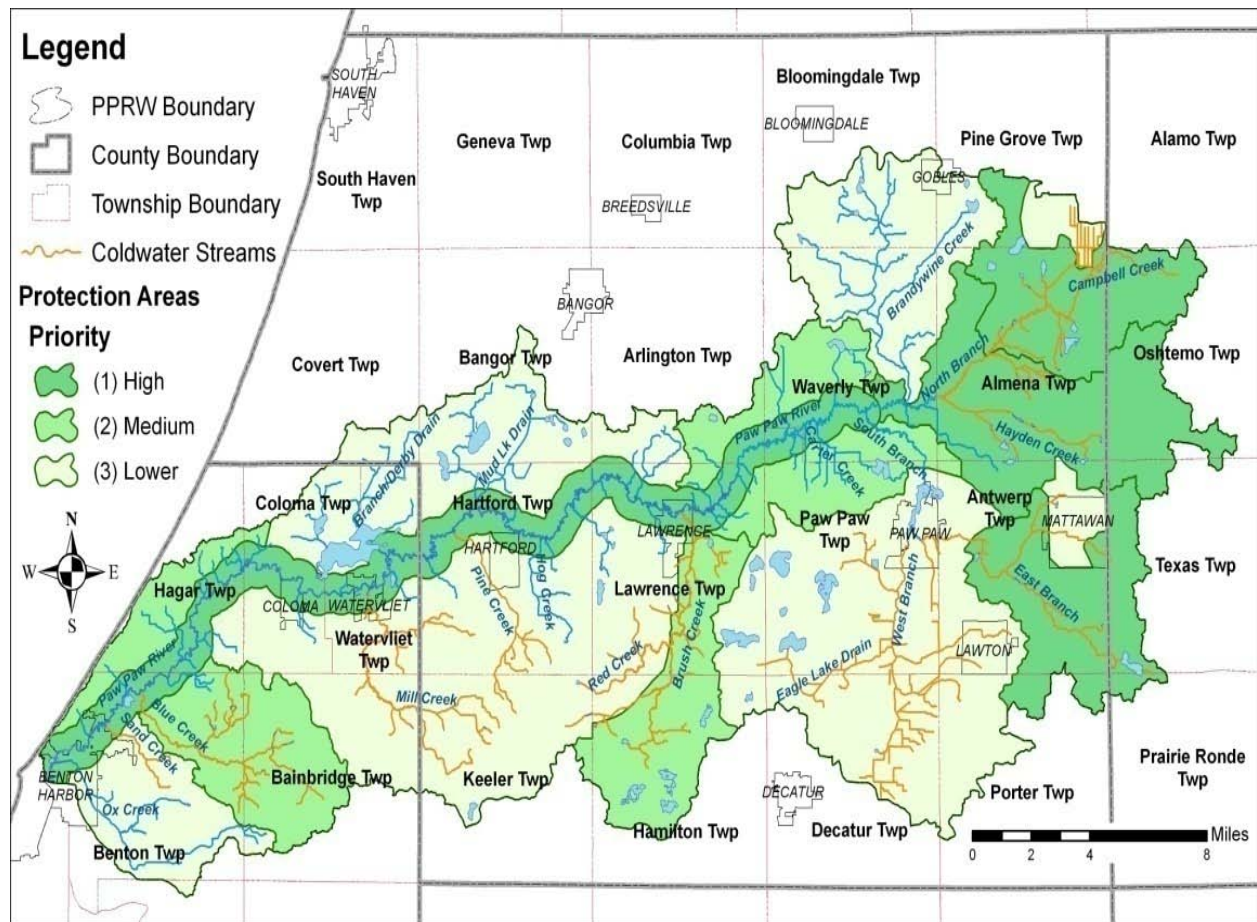 Legend
PPRW Boundary
County Boundary
Township Boundary
Coldwater Streams
Protection Areas
Priority
(1) High
(2) Medium
(3) Lower
N
W
E
S
SOUTH
HAVEN
South Haven
Twp
Geneva Twp
Columbia Twp
Bloomingdale Twp
BLOOMINGDALE
Pine Grove Twp
Alamo Twp
GOBLES
BREEDSVILLE
BANGOR
Brandywine Creek
Campbell Creek
Covert Twp
Bangor Twp
Arlington Twp
Waverly Twp
North Branch
Almena Twp
Oshtemo Twp
Branch/Derby Drain
Mud Lk Drain
Paw Paw River
Carter Creek
South Branch
Hayden Creek
Coloma Twp
Hartford Twp
HARTFORD
LAWRENCE
Paw Paw
Twp
PAW PAW
Antwerp
Twp
MATTAWAN
Texas Twp
Hagar Twp
COLOMA
WATERVLIET
Watervliet
Twp
Pine Creek
Hog Creek
Lawrence Twp
West Branch
East Branch
LAWTON
Paw Paw River
Mill Creek
Red Creek
Brush Creek
Eagle Lake Drain
Blue Creek
Sand Creek
BENTON
HARBOR
Bainbridge Twp
Keeler Twp
DECATUR
Porter Twp
Prairie Ronde
Twp
Ox Creek
Benton Twp
Hamilton Twp
Decatur Twp
Miles
0 2 4 8